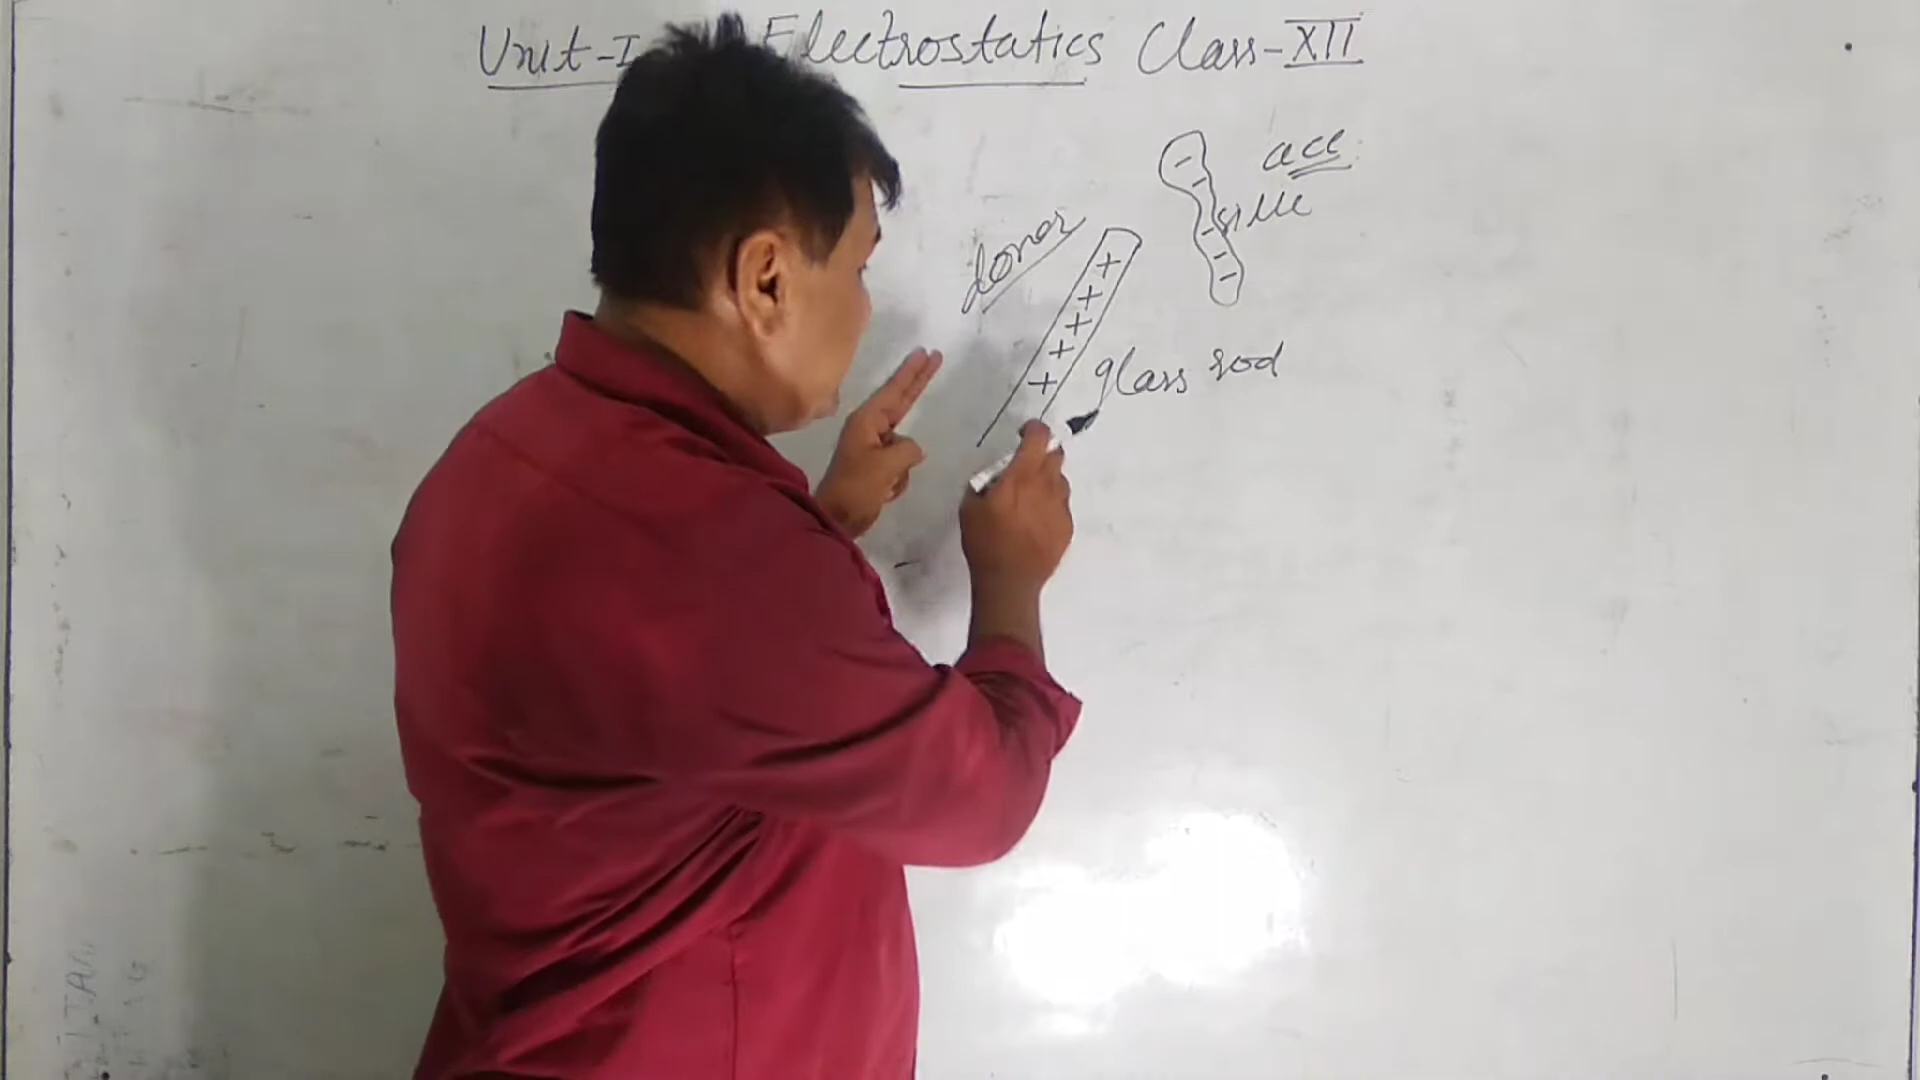 Unit-I Electrostatics Class-XII
acc
silk
donor
+
+
+
+
+
glass rod